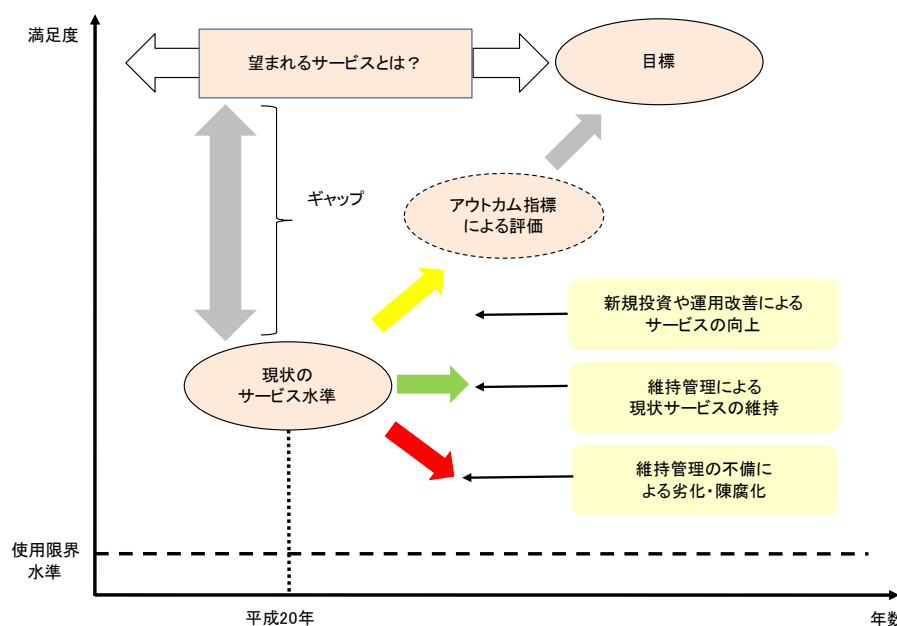 満足度
望まれるサービスとは？
目標
ギャップ
アウトカム指標
による評価
新規投資や運用改善による
サービスの向上
現状の
サービス水準
維持管理による
現状サービスの維持
維持管理の不備に
よる劣化・陳腐化
使用限界
水準
平成20年
年数